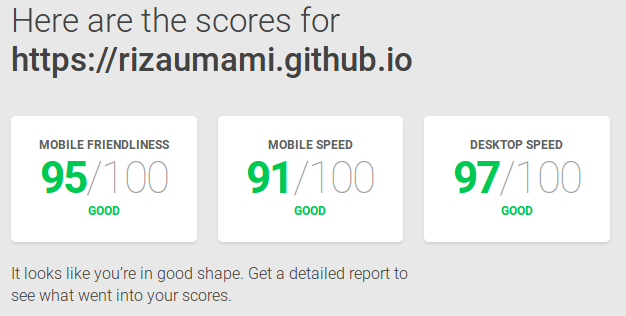 Here are the scores for
https://rizaumami.github.io
MOBILE FRIENDLINESS
95/100
GOOD
MOBILE SPEED
91/100
GOOD
DESKTOP SPEED
97/100
GOOD
It looks like you’re in good shape. Get a detailed report to
see what went into your scores.